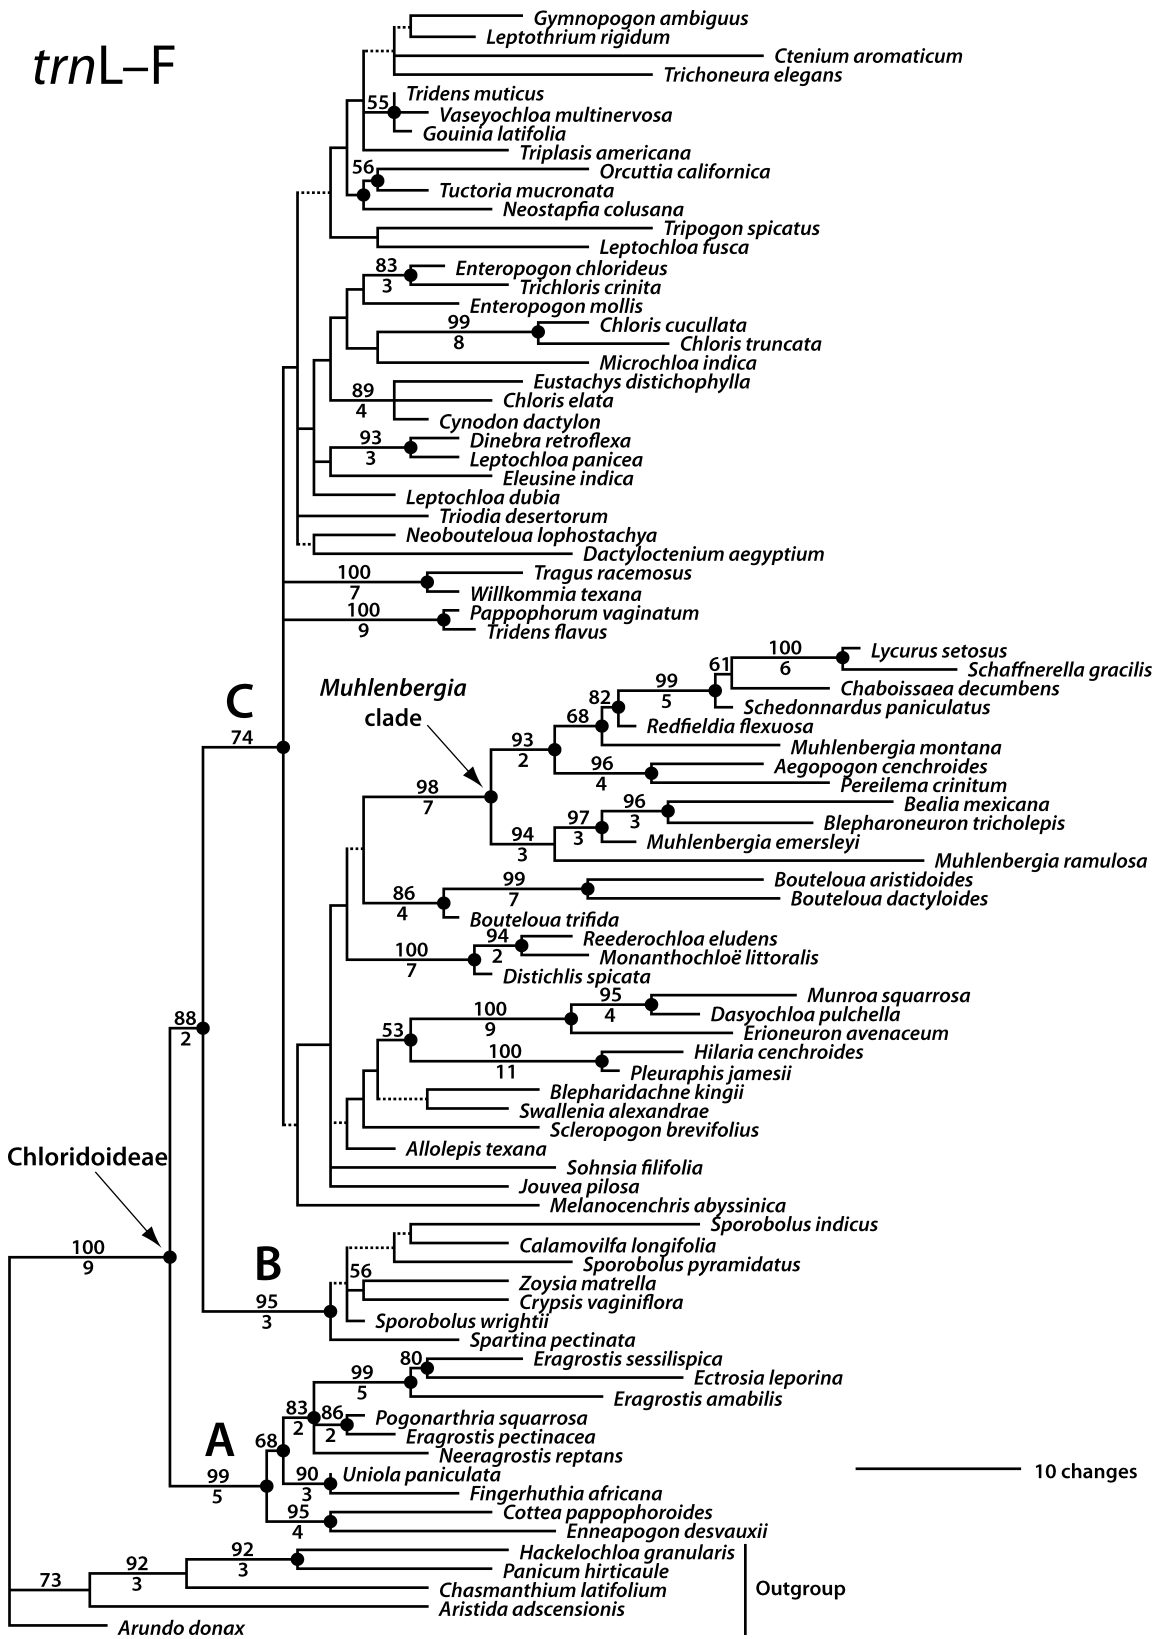 trnL–F
Gymnopogon ambiguus
Leptothrium rigidum
Ctenium aromaticum
Trichoneura elegans
Tridens muticus
55
Vaseyochloa multinervosa
Gouinia latifolia
Triplasis americana
56
Orcuttia californica
Tuctoria mucronata
Neostapfia colusana
Tripogon spicatus
Leptochloa fusca
83
3
Enteropogon chlorideus
Trichloris crinita
Enteropogon mollis
99
8
Chloris cucullata
Chloris truncata
Microchloa indica
Eustachys distichophylla
89
4
Chloris elata
Cynodon dactylon
93
3
Dinebra retroflexa
Leptochloa panicea
Eleusine indica
Leptochloa dubia
Triodia desertorum
Neobouteloua lophostachya
Dactyloctenium aegyptium
100
7
Tragus racemosus
Willkommia texana
100
9
Pappophorum vaginatum
Tridens flavus
100
6
Lycurus setosus
Schaffnerella gracilis
61
Chaboissaea decumbens
99
5
Schedonnardus paniculatus
82
Redfieldia flexuosa
68
Muhlenbergia montana
C
74
Muhlenbergia
clade
93
2
96
4
Aegopogon cenchroides
Pereilema crinitum
98
7
96
3
Bealia mexicana
Blepharoneuron tricholepis
97
3
Muhlenbergia emersleyi
94
3
Muhlenbergia ramulosa
99
7
Bouteloua aristidoides
Bouteloua dactyloides
86
4
Bouteloua trifida
94
2
Reederochloa eludens
Monanthochloë littoralis
100
7
Distichlis spicata
95
4
Munroa squarrosa
Dasyochloa pulchella
100
9
Erioneuron avenaceum
53
100
11
Hilaria cenchroides
Pleuraphis jamesii
88
2
Blepharidachne kingii
Swallenia alexandrae
Scleropogon brevifolius
Allolepis texana
Chloridoideae
Sohnsia filifolia
Jouvea pilosa
Melanocenchris abyssinica
100
9
Sporobolus indicus
Calamovilfa longifolia
Sporobolus pyramidatus
B
95
3
56
Zoysia matrella
Crypsis vaginiflora
Sporobolus wrightii
Spartina pectinata
80
Eragrostis sessilispica
Ectrosia leporina
99
5
Eragrostis amabilis
83
2
86
2
Pogonarthria squarrosa
Eragrostis pectinacea
Neeragrostis reptans
A
68
99
5
90
3
Uniola paniculata
Fingerhuthia africana
10 changes
95
4
Cottea pappophoroides
Enneapogon desvauxii
92
3
Hackelochloa granularis
Panicum hirticaule
92
3
Chasmanthium latifolium
73
Aristida adscensionis
Outgroup
Arundo donax